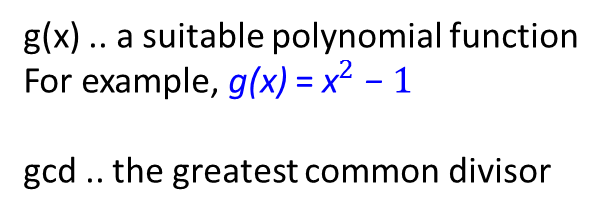 g(x) .. a suitable polynomial function
For example, g(x) = x² − 1
gcd .. the greatest common divisor